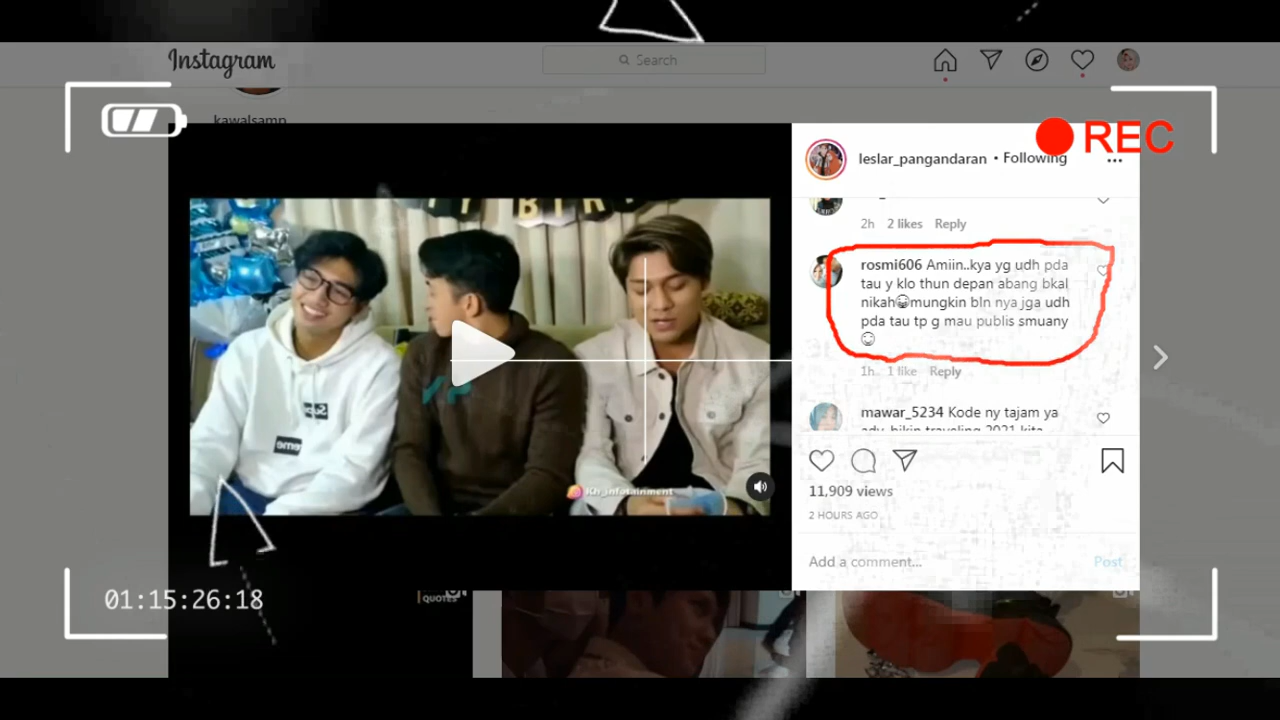 Instagram
Search
kawalsamp
REC
leslar_pangandaran • Following
2h 2 likes Reply
rosmi606 Amiin..kya yg udh pda
tau y klo thun depan abang bkal
nikah😂mungkin bln nya jga udh
pda tau tp g mau publis smuany
😊
1h 1 like Reply
mawar_5234 Kode ny tajam ya
Kh_infotainment
11,909 views
2 HOURS AGO
Add a comment... Post
01:15:26:18
QUOTES